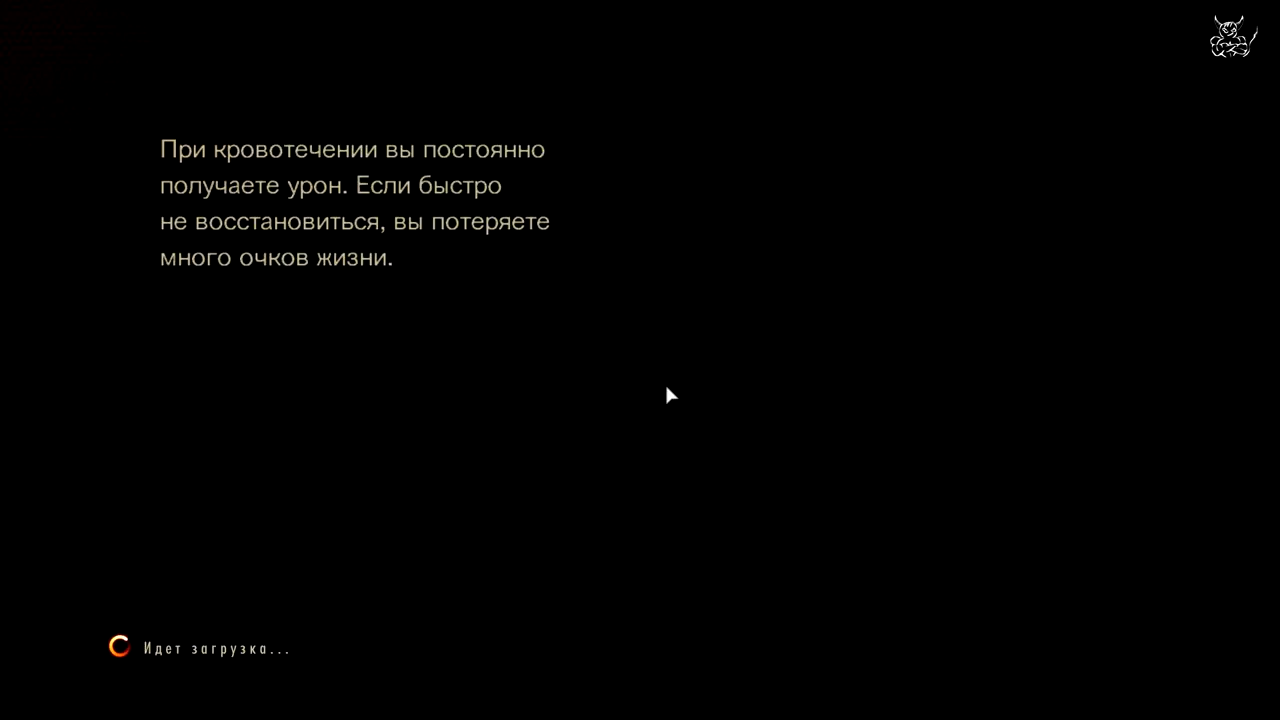 При кровотечении вы постоянно
получаете урон. Если быстро
не восстановиться, вы потеряете
много очков жизни.
Идет загрузка...